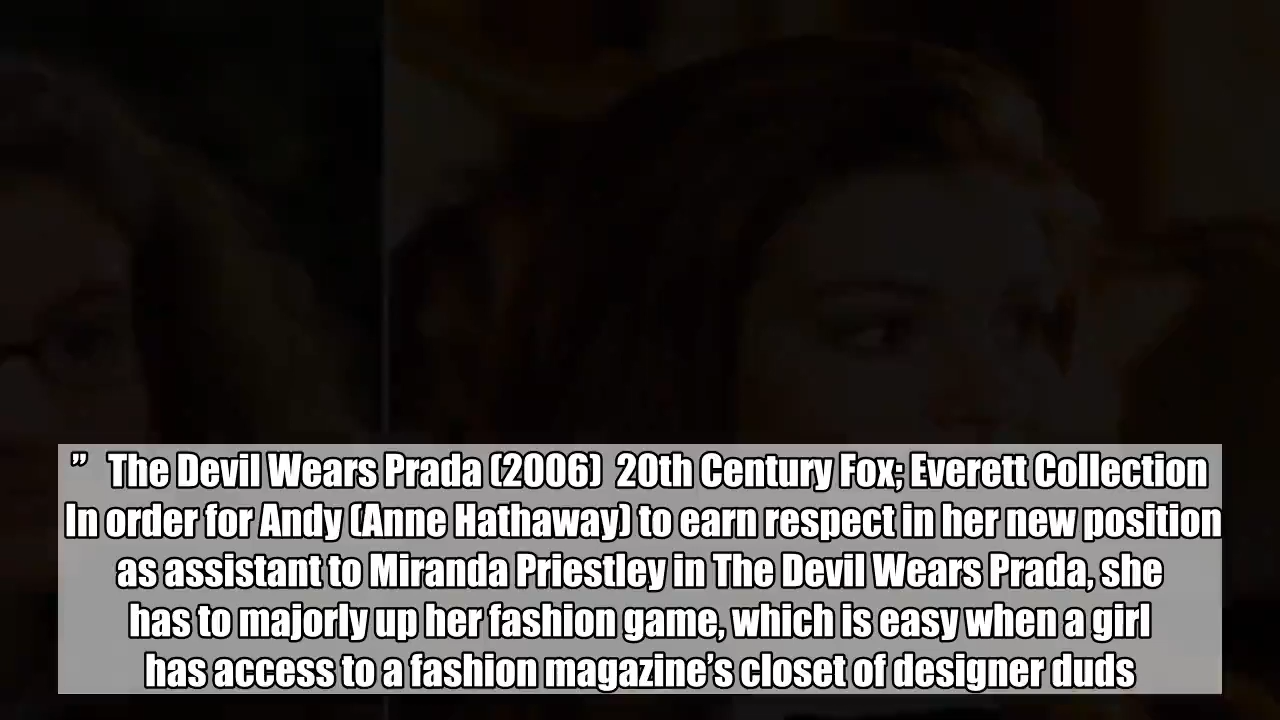 ” The Devil Wears Prada (2006) 20th Century Fox; Everett Collection
In order for Andy (Anne Hathaway) to earn respect in her new position
as assistant to Miranda Priestley in The Devil Wears Prada, she
has to majorly up her fashion game, which is easy when a girl
has access to a fashion magazine’s closet of designer duds